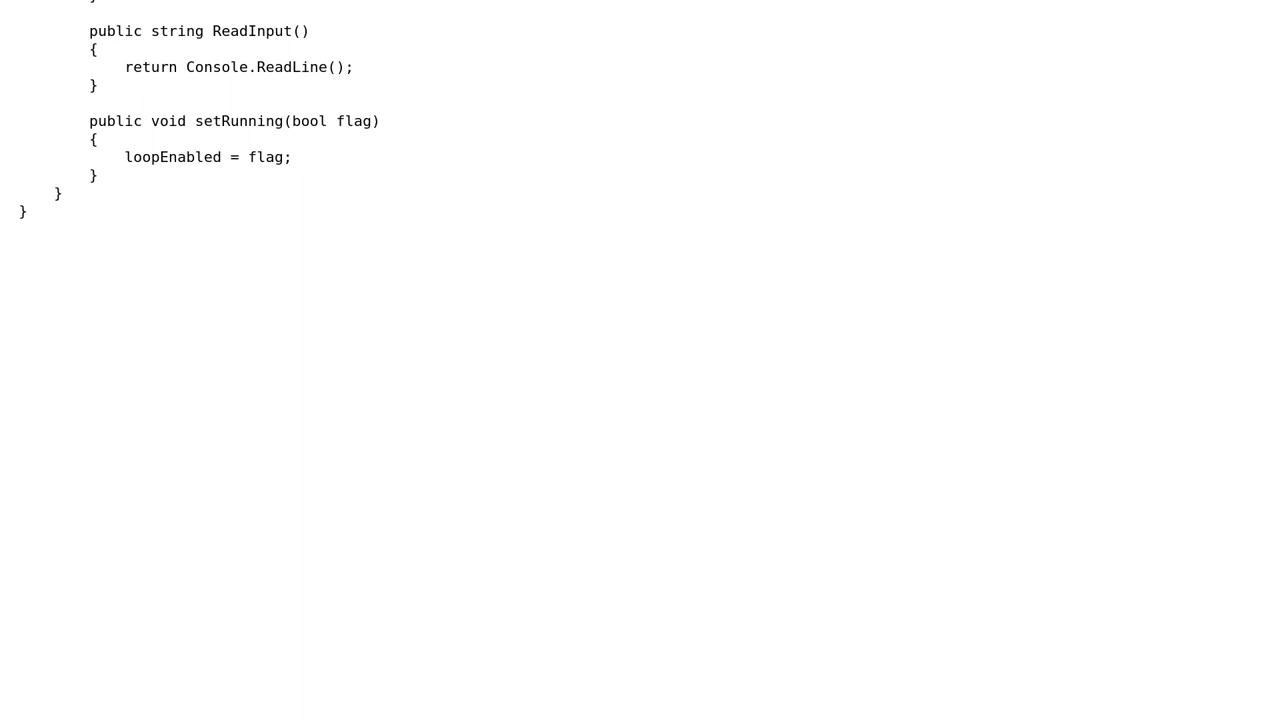 }
public string ReadInput()
{
return Console.ReadLine();
}
public void setRunning(bool flag)
{
loopEnabled = flag;
}
}
}